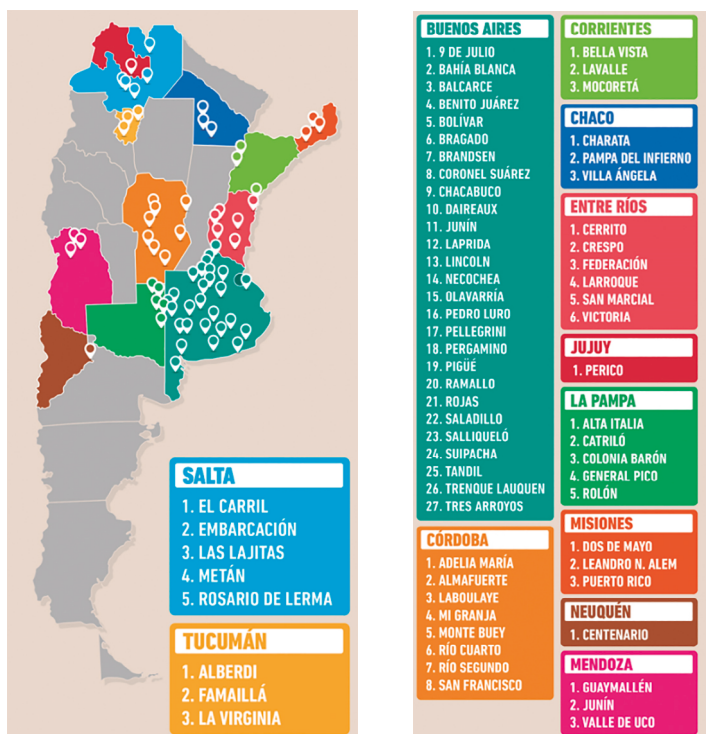 SALTA
1. EL CARRIL
2. EMBARCACIÓN
3. LAS LAJITAS
4. METÁN
5. ROSARIO DE LERMA
TUCUMÁN
1. ALBERDI
2. FAMAILLÁ
3. LA VIRGINIA
BUENOS AIRES
1. 9 DE JULIO
2. BAHÍA BLANCA
3. BALCARCE
4. BENITO JUÁREZ
5. BOLÍVAR
6. BRAGADO
7. BRANDSEN
8. CORONEL SUÁREZ
9. CHACABUCO
10. DAIREAUX
11. JUNÍN
12. LAPRIDA
13. LINCOLN
14. NECOCHEA
15. OLAVARRÍA
16. PEDRO LURO
17. PELLEGRINI
18. PERGAMINO
19. PIGÜÉ
20. RAMALLO
21. ROJAS
22. SALADILLO
23. SALLIQUELÓ
24. SUIPACHA
25. TANDIL
26. TRENQUE LAUQUEN
27. TRES ARROYOS
CÓRDOBA
1. ADELIA MARÍA
2. ALMAFUERTE
3. LABOULAYE
4. MI GRANJA
5. MONTE BUEY
6. RÍO CUARTO
7. RÍO SEGUNDO
8. SAN FRANCISCO
CORRIENTES
1. BELLA VISTA
2. LAVALLE
3. MOCORETÁ
CHACO
1. CHARATA
2. PAMPA DEL INFIERNO
3. VILLA ÁNGELA
ENTRE RÍOS
1. CERRITO
2. CRESPO
3. FEDERACIÓN
4. LARROQUE
5. SAN MARCIAL
6. VICTORIA
JUJUY
1. PERICO
LA PAMPA
1. ALTA ITALIA
2. CATRILÓ
3. COLONIA BARÓN
4. GENERAL PICO
5. ROLÓN
MISIONES
1. DOS DE MAYO
2. LEANDRO N. ALEM
3. PUERTO RICO
NEUQUÉN
1. CENTENARIO
MENDOZA
1. GUAYMALLÉN
2. JUNÍN
3. VALLE DE UCO